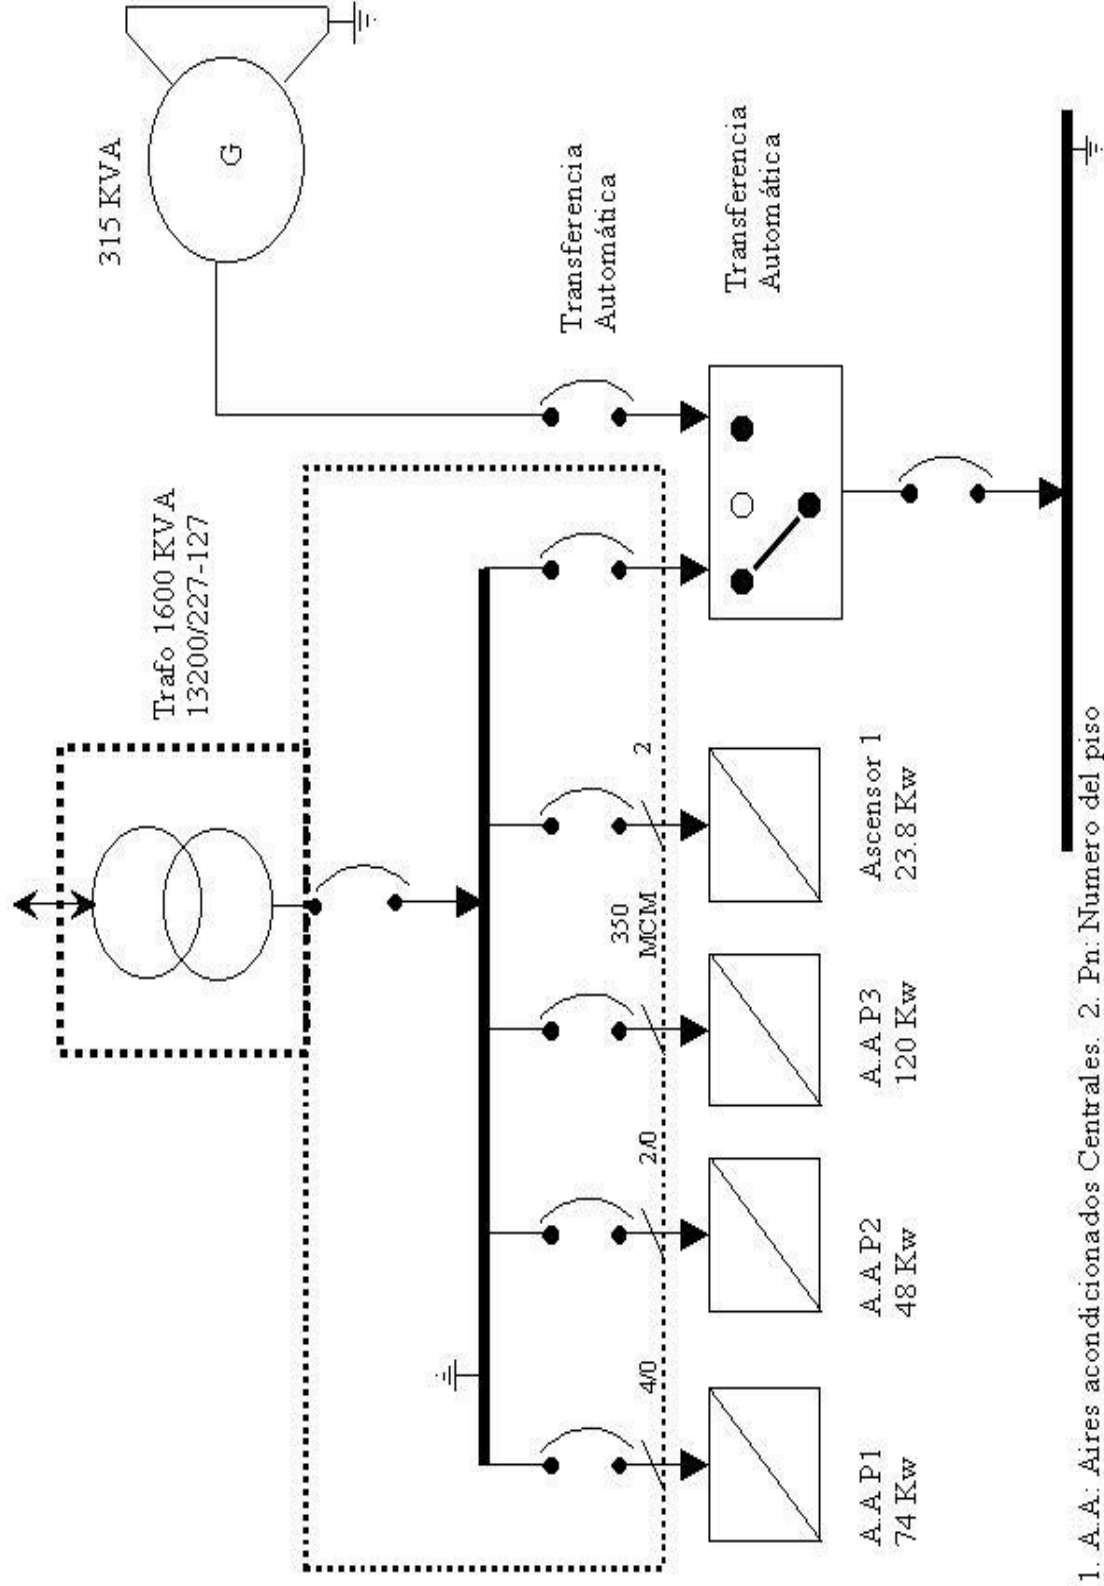 Trafo 1600 KVA
13200/227-127
315 KVA
G
Transferencia
Automática
Transferencia
Automática
4/0
2/0
350
MCM
2
A.A P1
74 Kw
A.A P2
48 Kw
A.A P3
120 Kw
Ascensor 1
23.8 Kw
1. A.A: Aires acondicionados Centrales. 2. Pn: Numero del piso